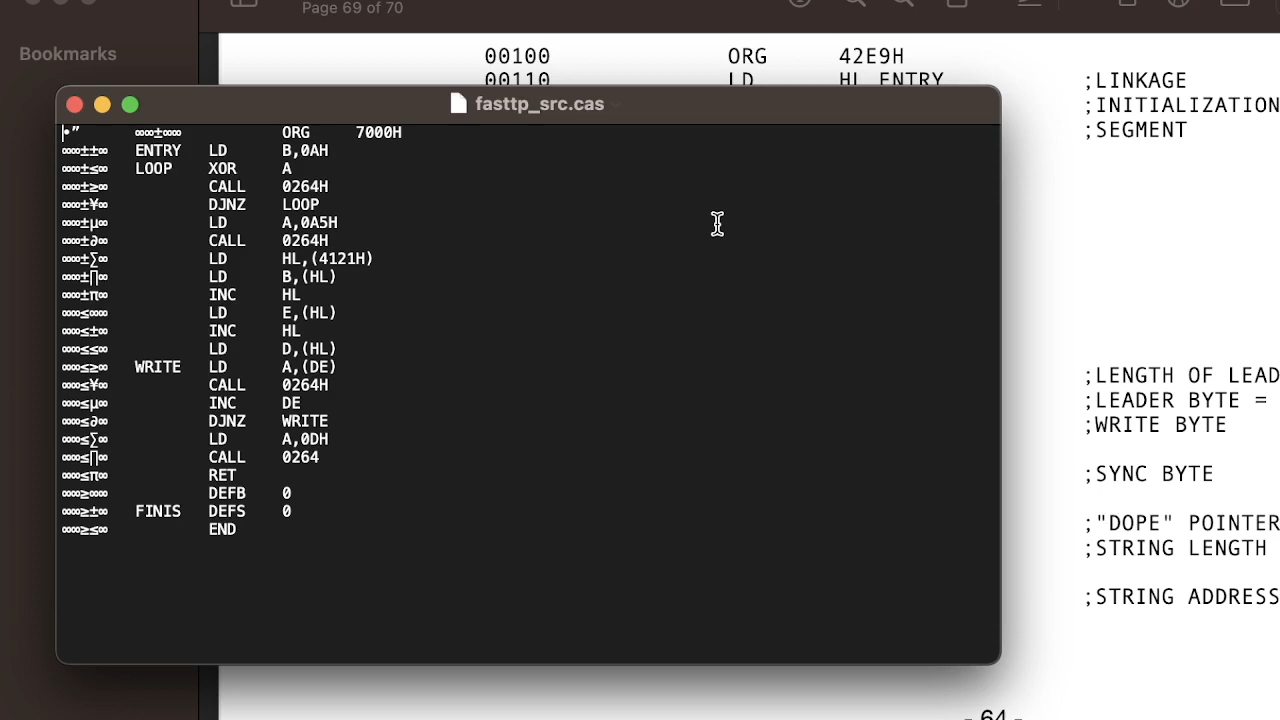 Page 69 of 70
Bookmarks
00100 ORG 42E9H
00110 LD HL ENTRY ;LINKAGE
;INITIALIZATION
;SEGMENT
fasttp_src.cas
•” ∞∞±∞∞ ORG 7000H
∞∞±±∞ ENTRY LD B,0AH
∞∞±≤∞ LOOP XOR A
∞∞±≥∞ CALL 0264H
∞∞±¥∞ DJNZ LOOP
∞∞±µ∞ LD A,0A5H
∞∞±∂∞ CALL 0264H
∞∞±∑∞ LD HL,(4121H)
∞∞±∏∞ LD B,(HL)
∞∞±π∞ INC HL
∞∞≤∞∞ LD E,(HL)
∞∞≤±∞ INC HL
∞∞≤≤∞ LD D,(HL)
∞∞≤≥∞ WRITE LD A,(DE)
∞∞≤¥∞ CALL 0264H
∞∞≤µ∞ INC DE
∞∞≤∂∞ DJNZ WRITE
∞∞≤∑∞ LD A,0DH
∞∞≤∏∞ CALL 0264
∞∞≤π∞ RET
∞∞≥∞∞ DEFB 0
∞∞≥±∞ FINIS DEFS 0
∞∞≥≤∞ END
;LENGTH OF LEAD
;LEADER BYTE =
;WRITE BYTE
;SYNC BYTE
;"DOPE" POINTER
;STRING LENGTH
;STRING ADDRESS
- 64 -